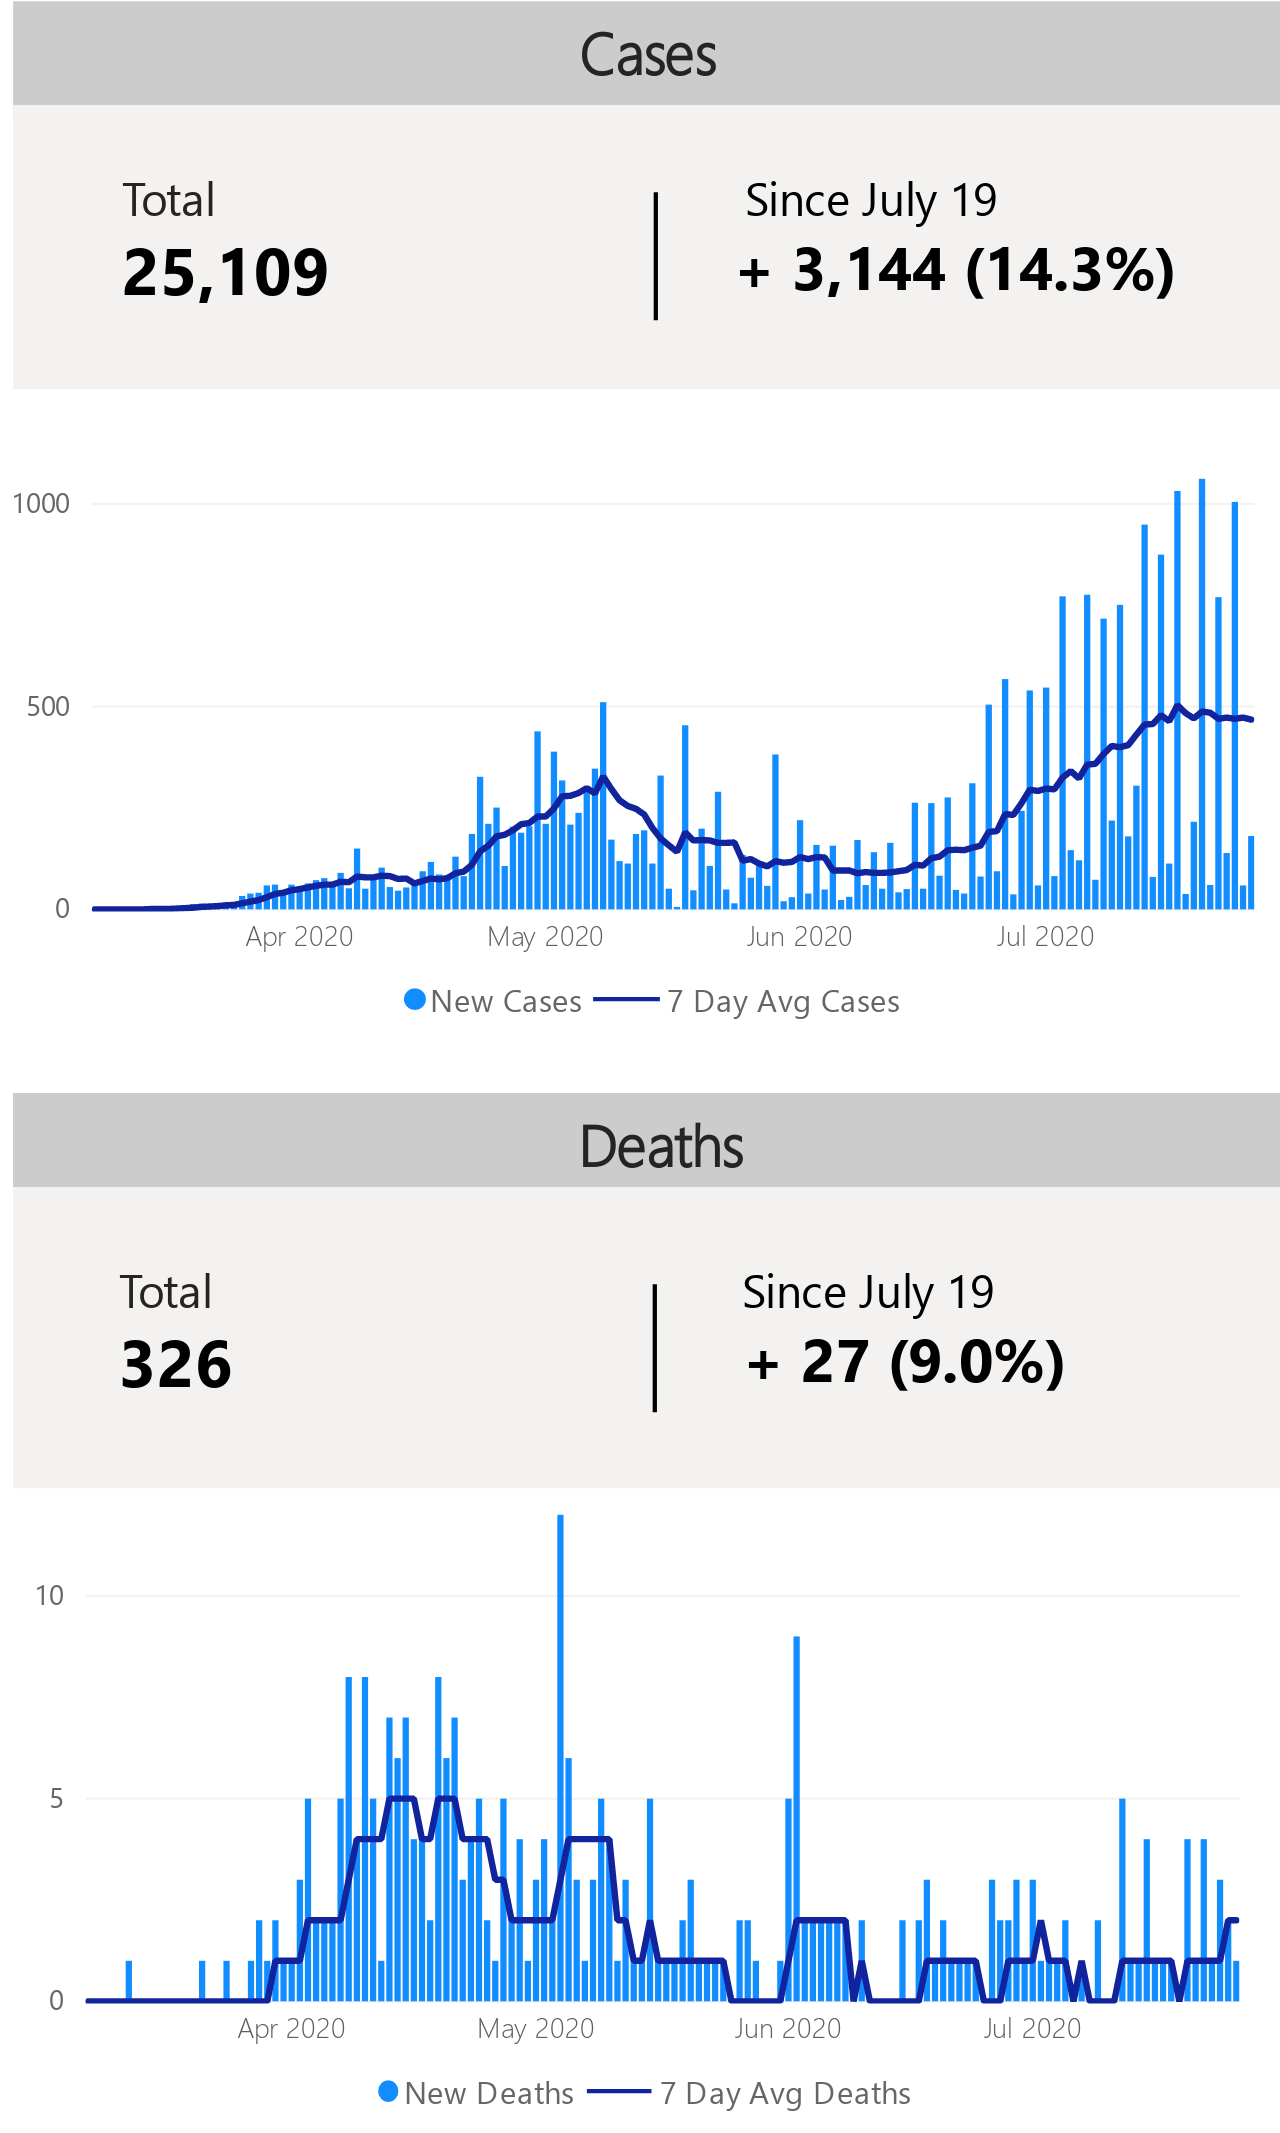 Cases
Total
25,109
Since July 19
+ 3,144 (14.3%)
1000
500
0
Apr 2020 May 2020 Jun 2020 Jul 2020
New Cases 7 Day Avg Cases
Deaths
Total
326
Since July 19
+ 27 (9.0%)
10
5
0
Apr 2020 May 2020 Jun 2020 Jul 2020
New Deaths 7 Day Avg Deaths